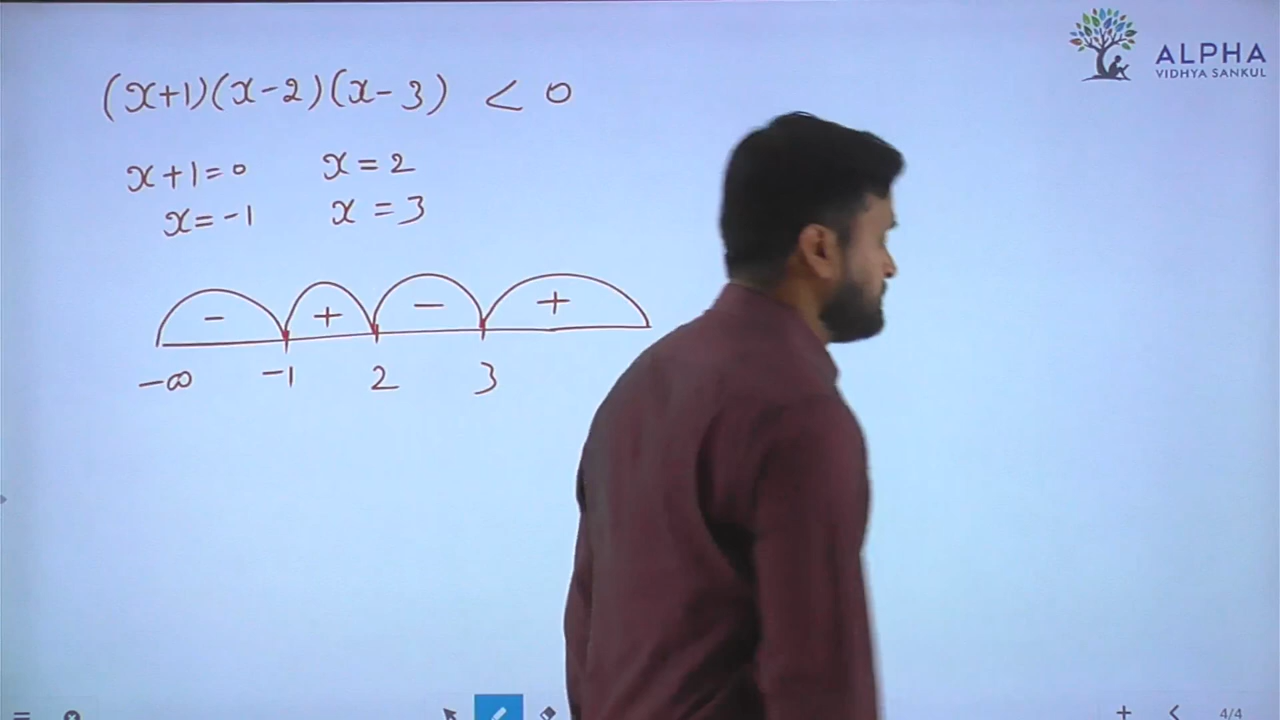 ALPHA
VIDHYA SANKUL
(x+1)(x-2)(x-3) < 0
x+1=0 x=2
x=-1 x=3
- + - +
-∞ -1 2 3
4/4